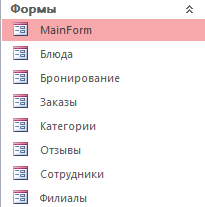 Формы
MainForm
Блюда
Бронирование
Заказы
Категории
Отзывы
Сотрудники
Филиалы